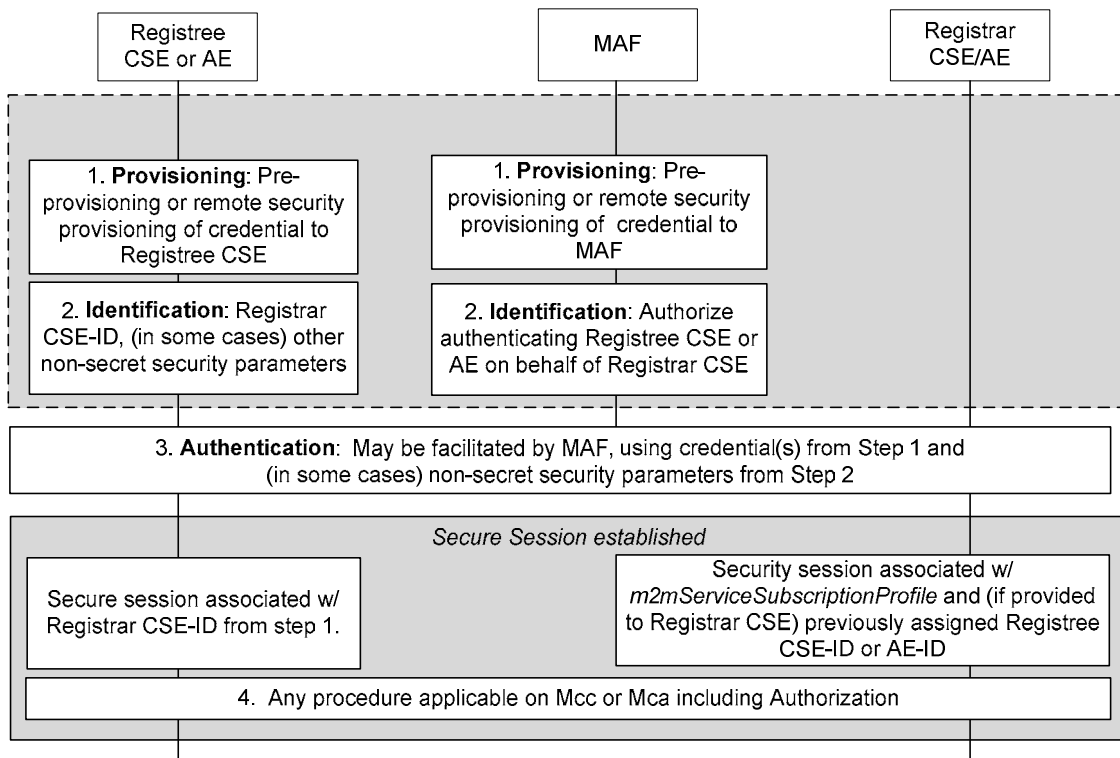 Registree
CSE or AE
MAF
Registrar
CSE/AE
1. Provisioning: Pre-
provisioning or remote security
provisioning of credential to
Registree CSE
1. Provisioning: Pre-
provisioning or remote security
provisioning of credential to
MAF
2. Identification: Registrar
CSE-ID, (in some cases) other
non-secret security parameters
2. Identification: Authorize
authenticating Registree CSE or
AE on behalf of Registrar CSE
3. Authentication: May be facilitated by MAF, using credential(s) from Step 1 and
(in some cases) non-secret security parameters from Step 2
Secure Session established
Secure session associated w/
Registrar CSE-ID from step 1.
Security session associated w/
m2mServiceSubscriptionProfile and (if provided
to Registrar CSE) previously assigned Registree
CSE-ID or AE-ID
4. Any procedure applicable on Mcc or Mca including Authorization